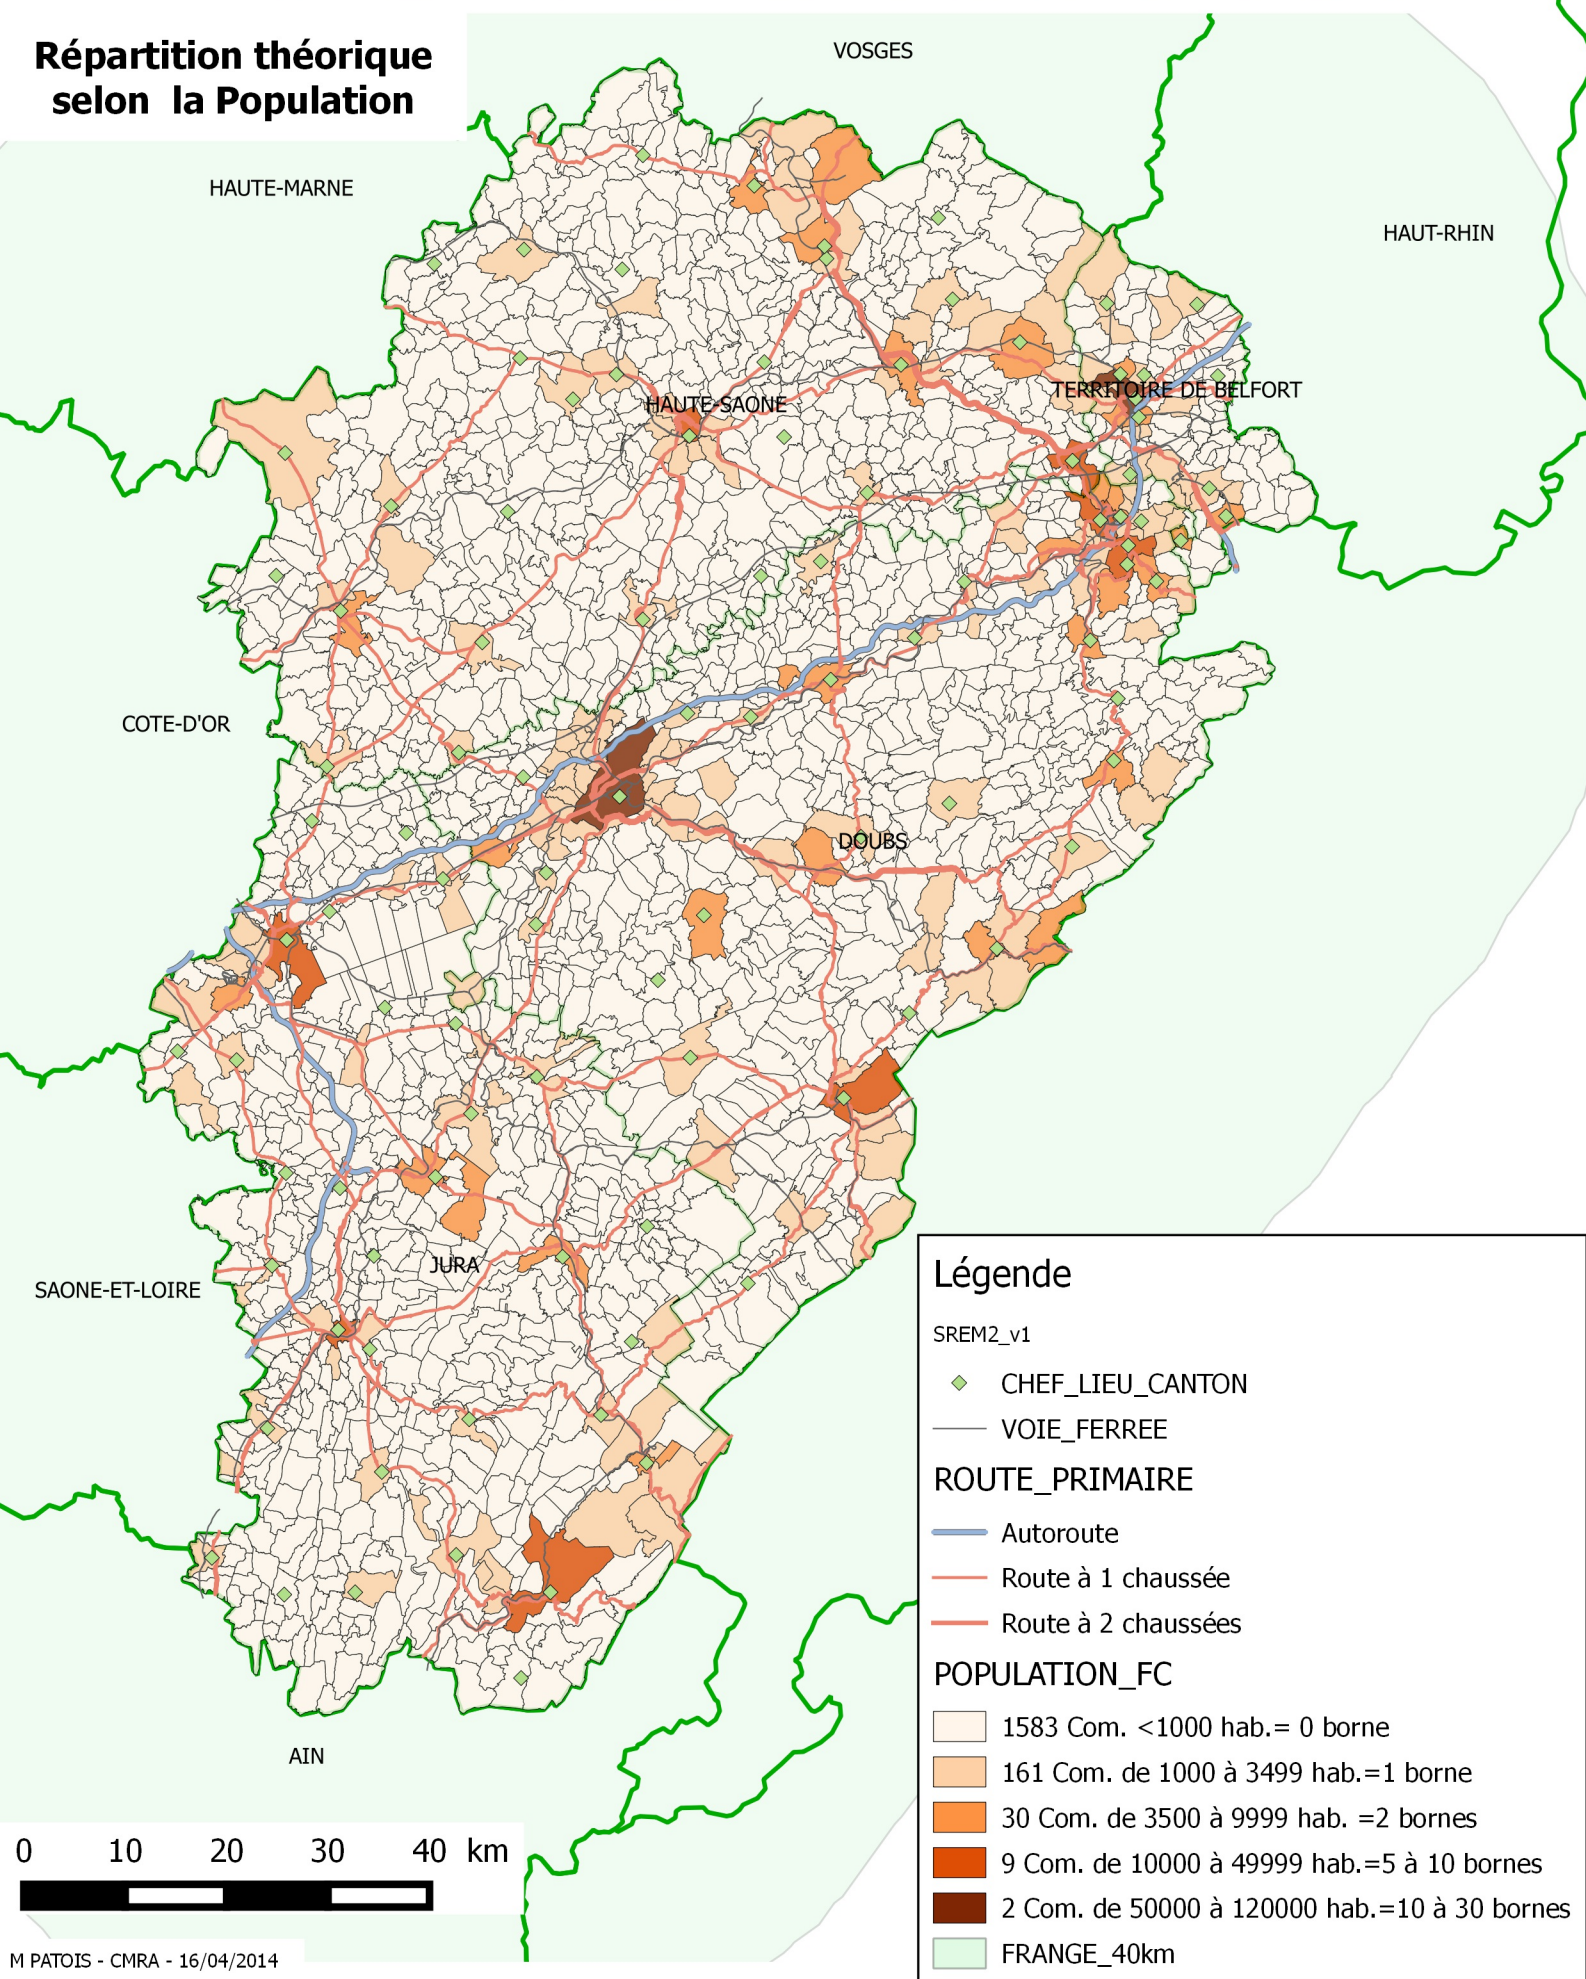 Répartition théorique
selon la Population
VOSGES
HAUTE-MARNE
HAUT-RHIN
TERRITOIRE DE BELFORT
HAUTE-SAONE
COTE-D'OR
DOUBS
JURA
SAONE-ET-LOIRE
AIN
Légende
SREM2_v1
CHEF_LIEU_CANTON
VOIE_FERREE
ROUTE_PRIMAIRE
Autoroute
Route à 1 chaussée
Route à 2 chaussées
POPULATION_FC
1583 Com. <1000 hab.= 0 borne
161 Com. de 1000 à 3499 hab.=1 borne
30 Com. de 3500 à 9999 hab. =2 bornes
9 Com. de 10000 à 49999 hab.=5 à 10 bornes
2 Com. de 50000 à 120000 hab.=10 à 30 bornes
FRANGE_40km
0 10 20 30 40 km
M PATOIS - CMRA - 16/04/2014